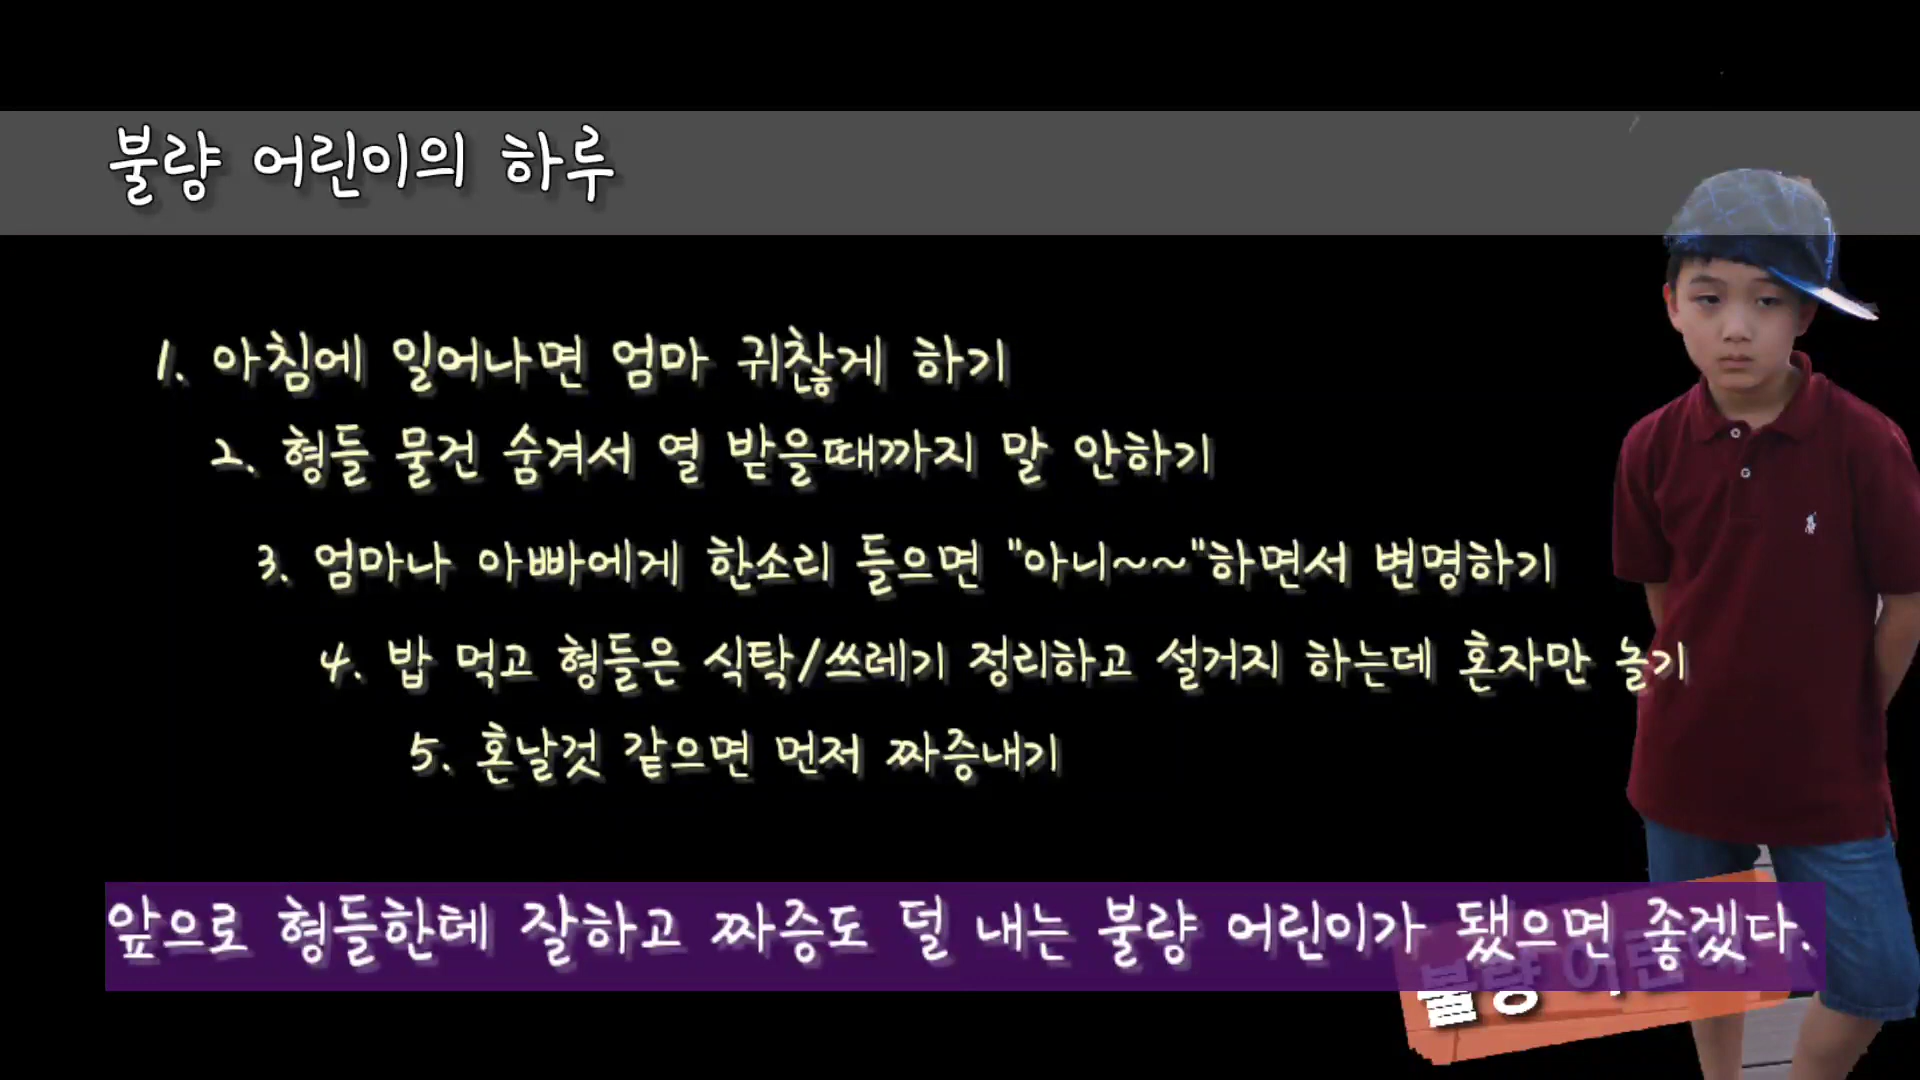 불량 어린이의 하루
1. 아침에 일어나면 엄마 귀찮게 하기
2. 형들 물건 숨겨서 열 받을때까지 말 안하기
3. 엄마나 아빠에게 한소리 들으면 "아니~~"하면서 변명하기
4. 밥 먹고 형들은 식탁/쓰레기 정리하고 설거지 하는데 혼자만 놀기
5. 혼날것 같으면 먼저 짜증내기
앞으로 형들한테 잘하고 짜증도 덜 내는 불량 어린이가 됐으면 좋겠다.
불량 어린이